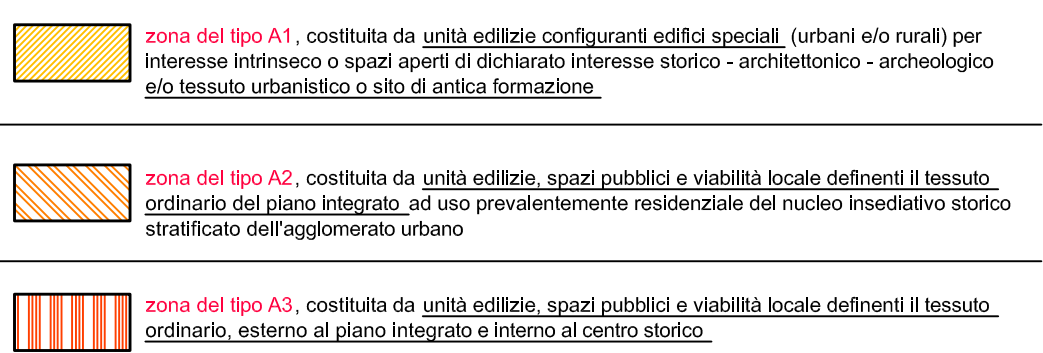 zona del tipo A1, costituita da unità edilizie configuranti edifici speciali (urbani e/o rurali) per
interesse intrinseco o spazi aperti di dichiarato interesse storico - architettonico - archeologico
e/o tessuto urbanistico o sito di antica formazione
zona del tipo A2, costituita da unità edilizie, spazi pubblici e viabilità locale definenti il tessuto
ordinario del piano integrato ad uso prevalentemente residenziale del nucleo insediativo storico
stratificato dell'agglomerato urbano
zona del tipo A3, costituita da unità edilizie, spazi pubblici e viabilità locale definenti il tessuto
ordinario, esterno al piano integrato e interno al centro storico